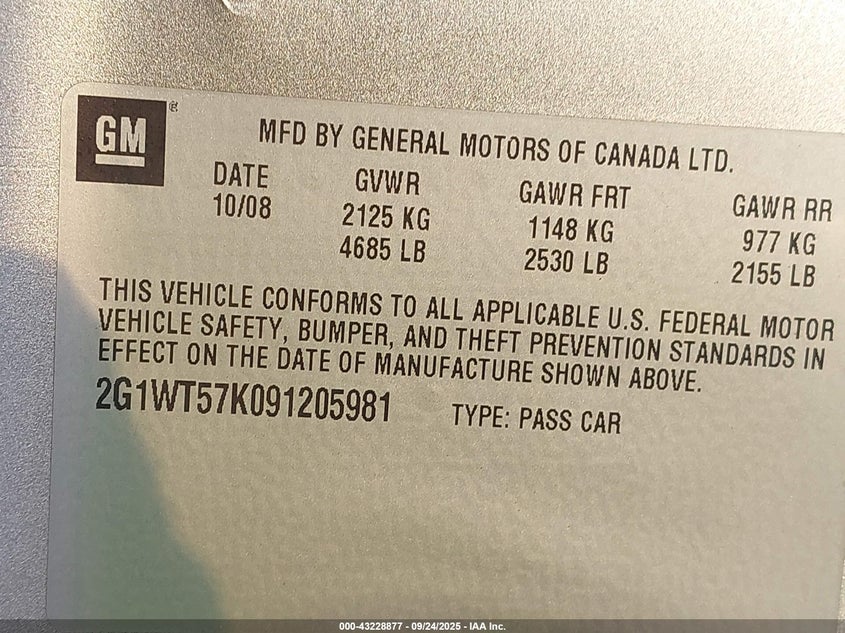 GM ®
MFD BY GENERAL MOTORS OF CANADA LTD.
DATE GVWR GAWR FRT GAWR RR
10/08 2125 KG 1148 KG 977 KG
4685 LB 2530 LB 2155 LB
THIS VEHICLE CONFORMS TO ALL APPLICABLE U.S. FEDERAL MOTOR
VEHICLE SAFETY, BUMPER, AND THEFT PREVENTION STANDARDS IN
EFFECT ON THE DATE OF MANUFACTURE SHOWN ABOVE.
2G1WT57K091205981 TYPE: PASS CAR
000-43228877 - 09/24/2025 - IAA Inc.